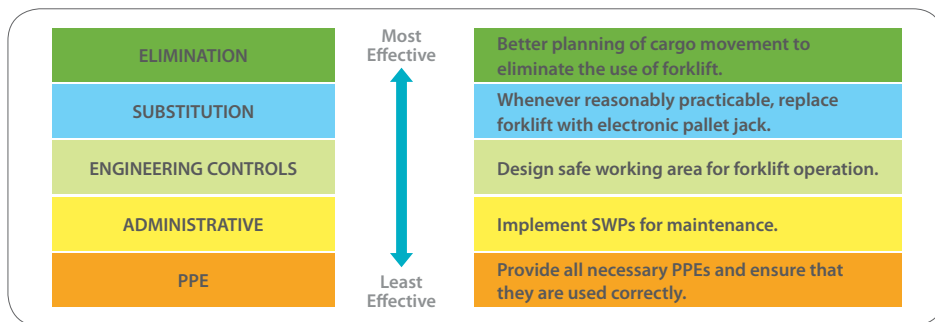 ELIMINATION
Most
Effective
Better planning of cargo movement to
eliminate the use of forklift.
SUBSTITUTION
Whenever reasonably practicable, replace
forklift with electronic pallet jack.
ENGINEERING CONTROLS
Design safe working area for forklift operation.
ADMINISTRATIVE
Implement SWPs for maintenance.
PPE
Least
Effective
Provide all necessary PPEs and ensure that
they are used correctly.